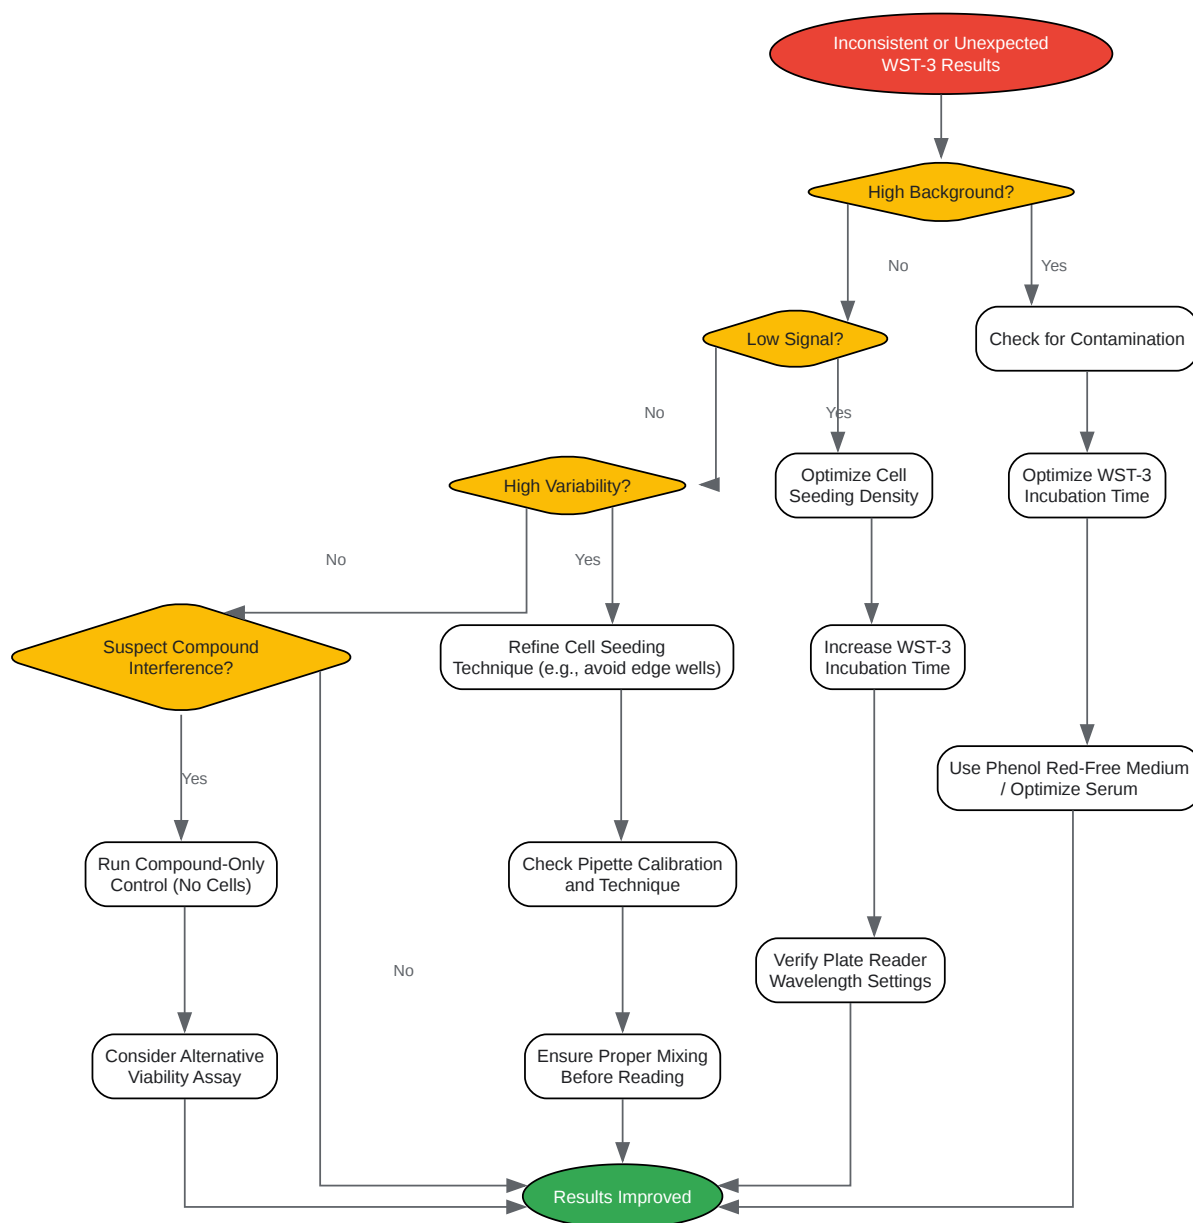 Inconsistent or Unexpected
WST-3 Results
High Background?
No
Yes
Low Signal?
Check for Contamination
No
Yes
High Variability?
Optimize Cell
Seeding Density
Optimize WST-3
Incubation Time
No
Yes
Suspect Compound
Interference?
Refine Cell Seeding
Technique (e.g., avoid edge wells)
Increase WST-3
Incubation Time
Yes
Use Phenol Red-Free Medium
/ Optimize Serum
Run Compound-Only
Control (No Cells)
Check Pipette Calibration
and Technique
No
Verify Plate Reader
Wavelength Settings
Consider Alternative
Viability Assay
Ensure Proper Mixing
Before Reading
Results Improved